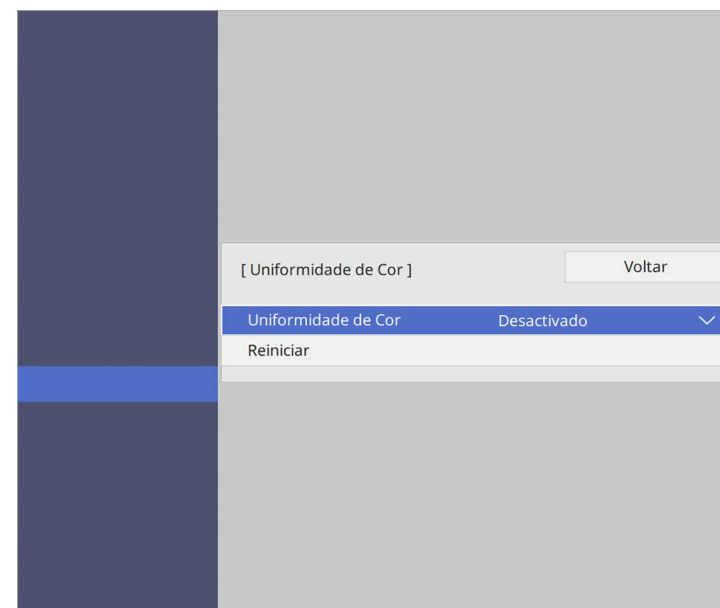 [ Uniformidade de Cor ] Voltar
Uniformidade de Cor Desactivado
Reiniciar